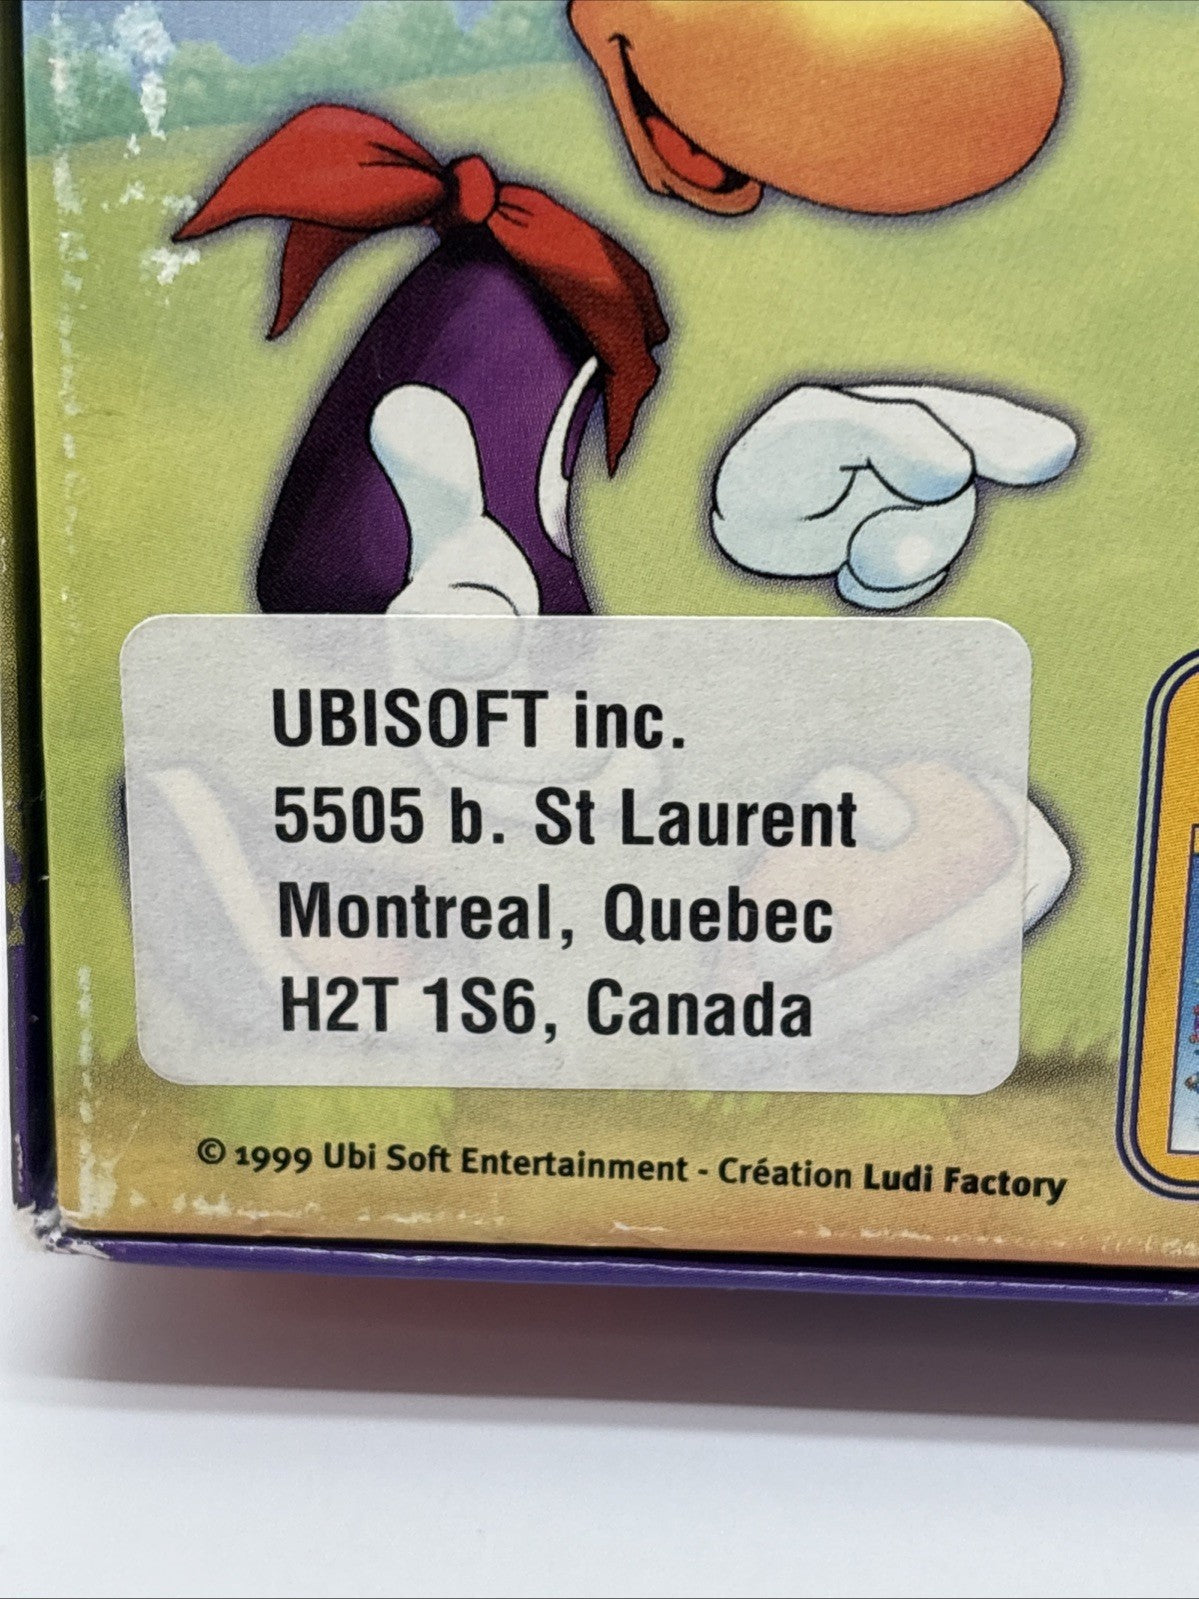 UBISOFT inc.
5505 b. St Laurent
Montreal, Quebec
H2T 1S6, Canada
© 1999 Ubi Soft Entertainment - Création Ludi Factory